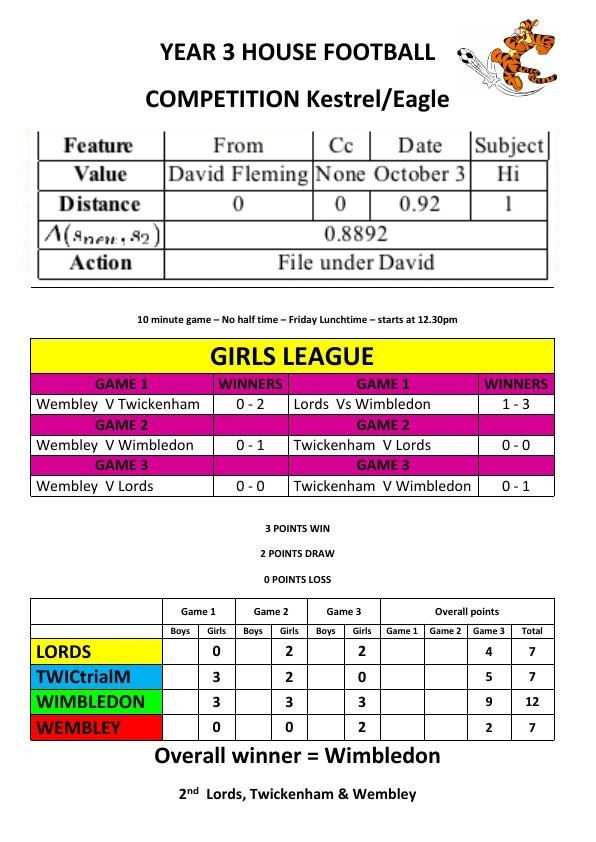 YEAR 3 HOUSE FOOTBALL
COMPETITION Kestrel/Eagle
Feature From Cc Date Subject
Value David Fleming None October 3 Hi
Distance 0 0 0.92 1
Λ(s_new, s_2) 0.8892
Action File under David
10 minute game – No half time – Friday Lunchtime – starts at 12.30pm
GIRLS LEAGUE
GAME 1 WINNERS GAME 1 WINNERS
Wembley V Twickenham 0 - 2 Lords Vs Wimbledon 1 - 3
GAME 2 GAME 2
Wembley V Wimbledon 0 - 1 Twickenham V Lords 0 - 0
GAME 3 GAME 3
Wembley V Lords 0 - 0 Twickenham V Wimbledon 0 - 1
3 POINTS WIN
2 POINTS DRAW
0 POINTS LOSS
Game 1 Game 2 Game 3 Overall points
Boys Girls Boys Girls Boys Girls Game 1 Game 2 Game 3 Total
LORDS 0 2 2 4 7
TWICtrialM 3 2 0 5 7
WIMBLEDON 3 3 3 9 12
WEMBLEY 0 0 2 2 7
Overall winner = Wimbledon
2nd Lords, Twickenham & Wembley